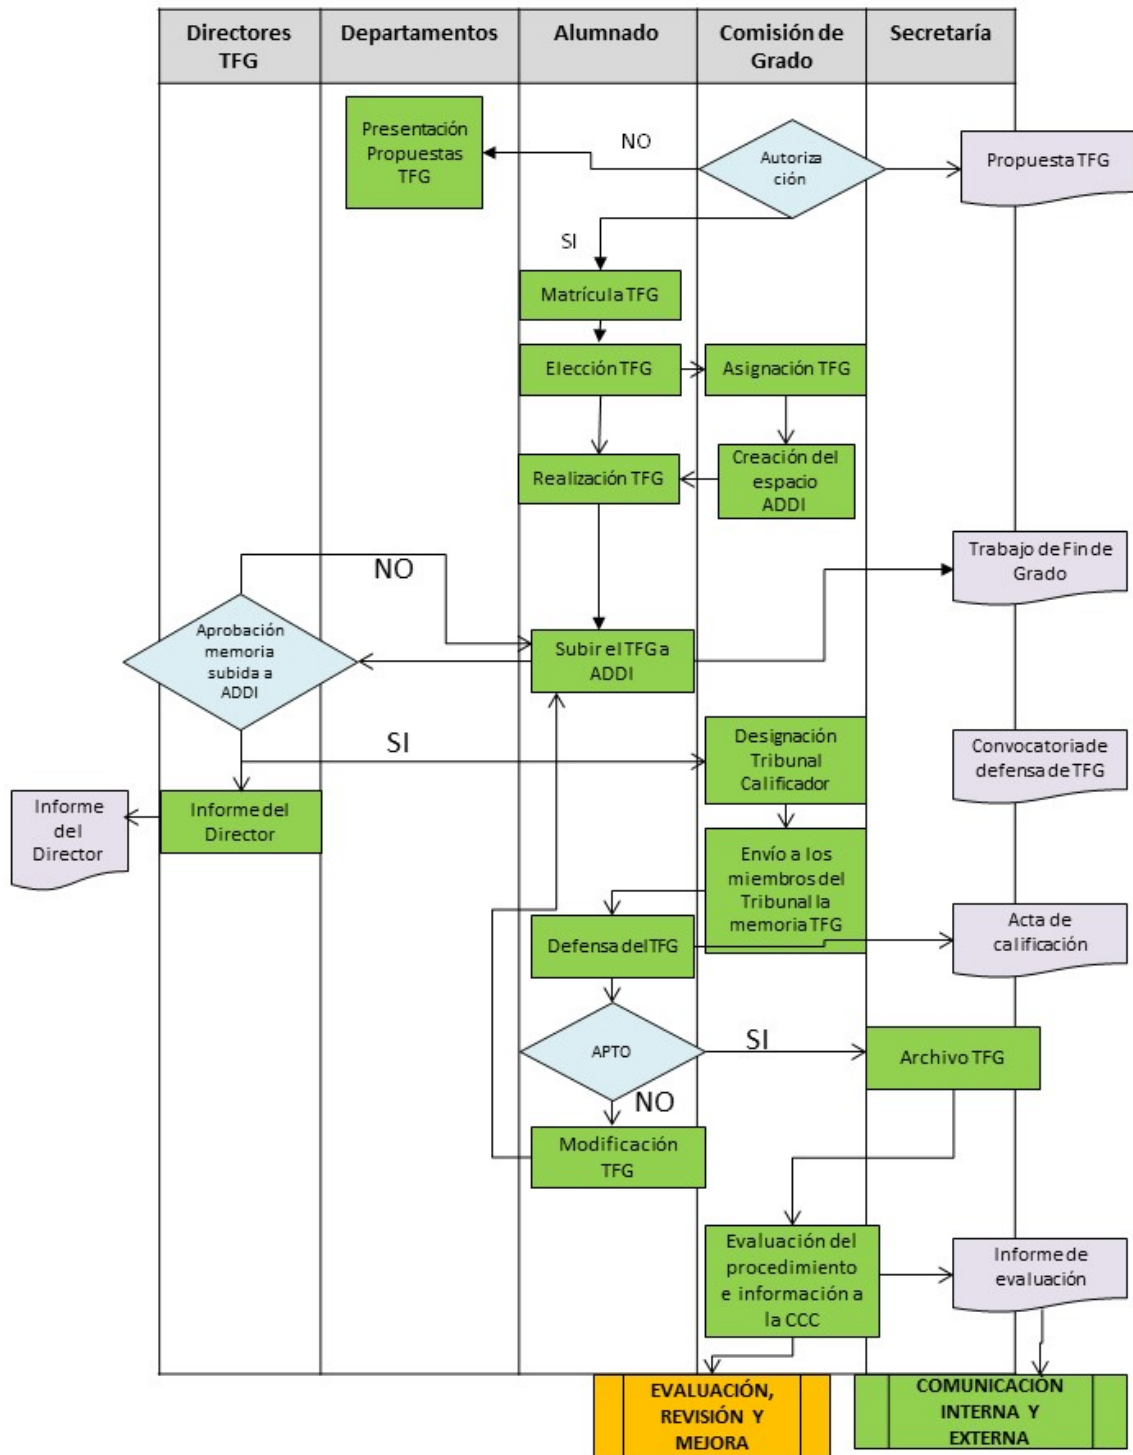 Directores
TFG
Departamentos
Alumnado
Comisión de
Grado
Secretaría
Presentación
Propuestas
TFG
NO
Autoriza
ción
Propuesta TFG
SI
Matrícula TFG
Elección TFG
Asignación TFG
Realización TFG
Creación del
espacio
ADDI
NO
Trabajo de Fin de
Grado
Aprobación
memoria
subida a
ADDI
Subir el TFG a
ADDI
SI
Designación
Tribunal
Calificador
Convocatoria de
defensa de TFG
Informe
del
Director
Informe del
Director
Envío a los
miembros del
Tribunal la
memoria TFG
Defensa del TFG
Acta de
calificación
APTO
SI
Archivo TFG
NO
Modificación
TFG
Evaluación del
procedimiento
e información a
la CCC
Informe de
evaluación
EVALUACIÓN,
REVISIÓN Y
MEJORA
COMUNICACIÓN
INTERNA Y
EXTERNA